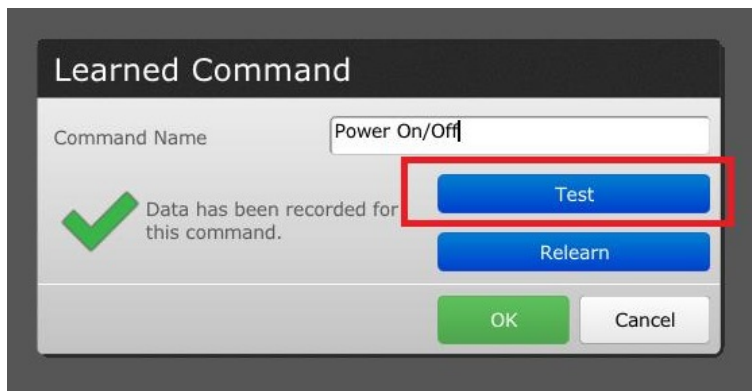 Learned Command
Command Name
Power On/Off
Data has been recorded for
this command.
Test
Relearn
OK
Cancel